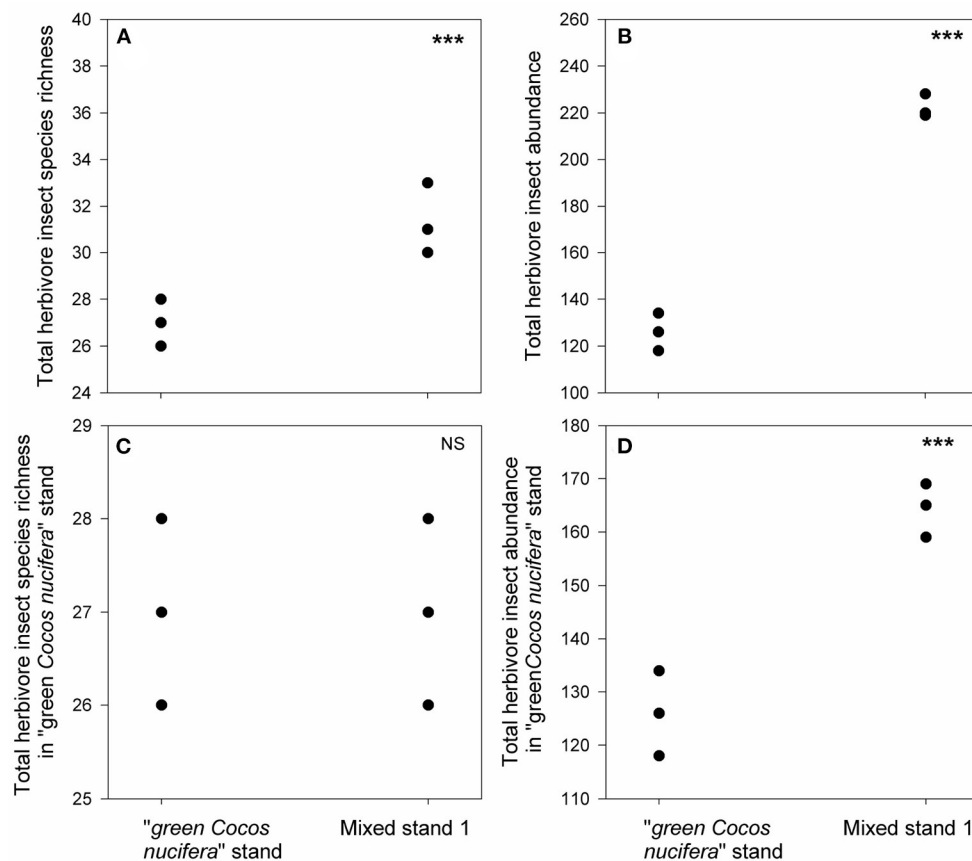 Total herbivore insect species richness
40
38
36
34
32
30
28
26
24
A
***
Total herbivore insect abundance
260
240
220
200
180
160
140
120
100
B
***
Total herbivore insect species richness
in "green Cocos nucifera" stand
29
28
27
26
25
C
NS
"green Cocos
nucifera" stand
Mixed stand 1
Total herbivore insect abundance
in "greenCocos nucifera" stand
180
170
160
150
140
130
120
110
D
***
"green Cocos
nucifera" stand
Mixed stand 1